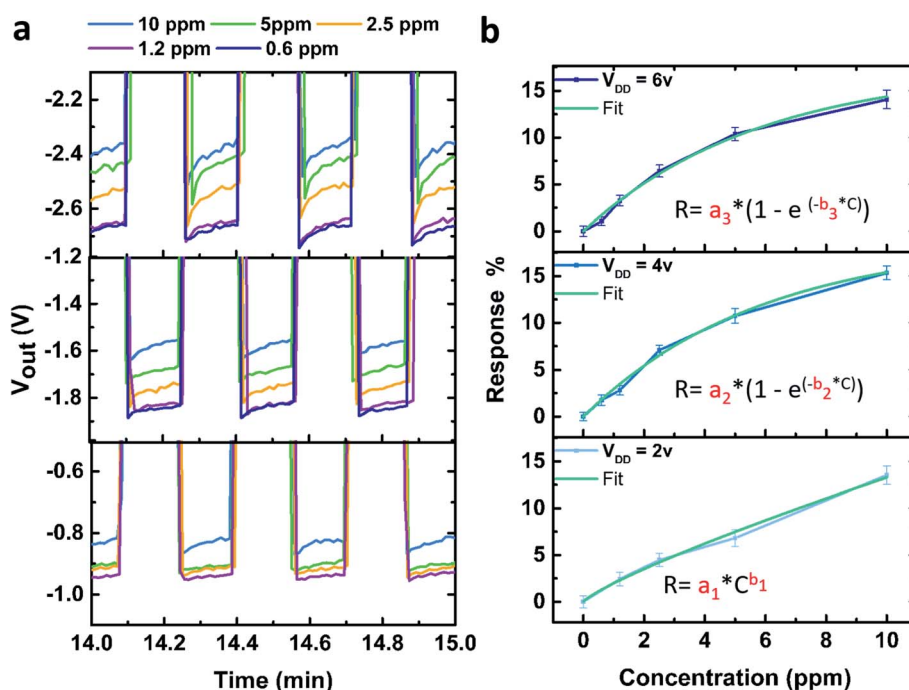 a
10 ppm 5ppm 2.5 ppm
1.2 ppm 0.6 ppm
-2.2
-2.4
-2.6
-1.2
-1.4
-1.6
-1.8
-0.6
-0.8
-1.0
Vout (V)
14.0 14.2 14.4 14.6 14.8 15.0
Time (min)
b
15
10
5
0
V_DD = 6v
Fit
R= a₃*(1 - e^(-b₃*C))
15
10
5
0
V_DD = 4v
Fit
R= a₂*(1 - e^(-b₂*C))
15
10
5
0
V_DD = 2v
Fit
R= a₁*C^b₁
Response %
0 2 4 6 8 10
Concentration (ppm)